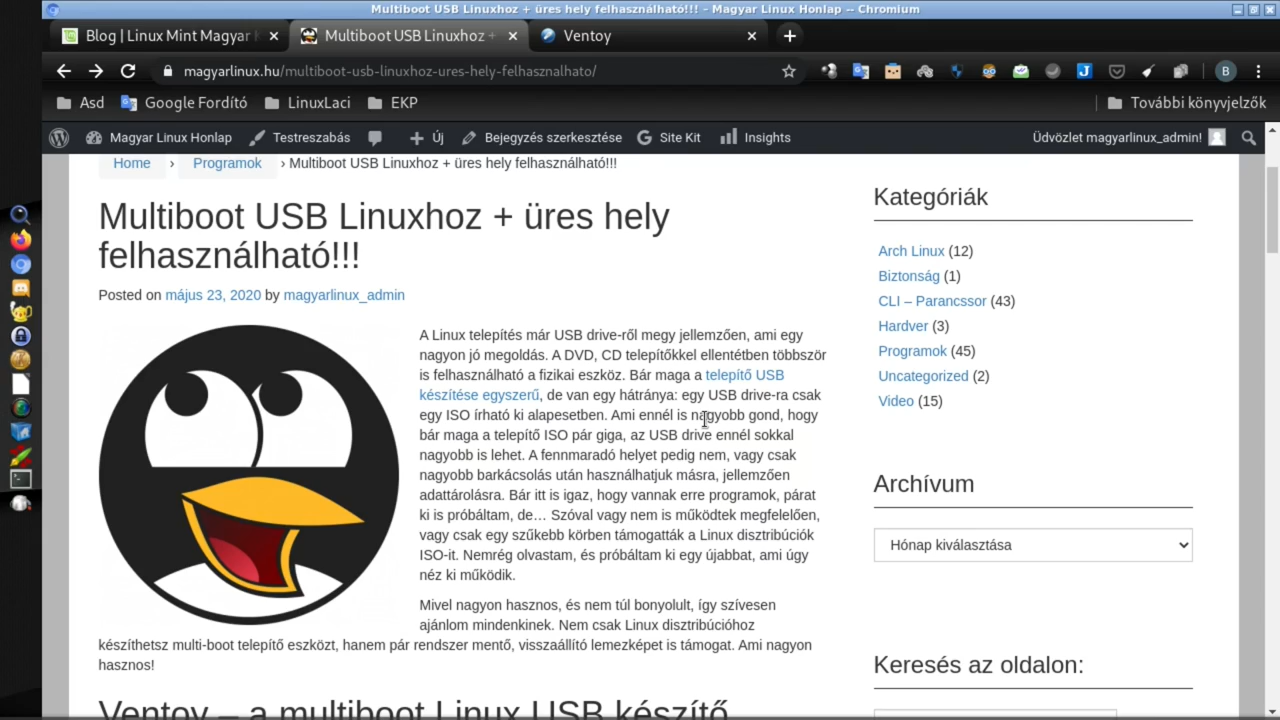 Multiboot USB Linuxhoz + üres hely felhasználható!!! - Magyar Linux Honlap -- Chromium
Blog | Linux Mint Magyar K
Multiboot USB Linuxhoz +
Ventoy
magyarlinux.hu/multiboot-usb-linuxhoz-ures-hely-felhasznalhato/
B
Asd
Google Fordító
LinuxLaci
EKP
További könyvjelzők
Magyar Linux Honlap
Testreszabás
Új
Bejegyzés szerkesztése
Site Kit
Insights
Üdvözlet magyarlinux_admin!
Home › Programok › Multiboot USB Linuxhoz + üres hely felhasználható!!!
Multiboot USB Linuxhoz + üres hely
felhasználható!!!
Posted on május 23, 2020 by magyarlinux_admin
A Linux telepítés már USB drive-ről megy jellemzően, ami egy
nagyon jó megoldás. A DVD, CD telepítőkkel ellentétben többször
is felhasználható a fizikai eszköz. Bár maga a telepítő USB
készítése egyszerű, de van egy hátránya: egy USB drive-ra csak
egy ISO írható ki alapesetben. Ami ennél is nagyobb gond, hogy
bár maga a telepítő ISO pár giga, az USB drive ennél sokkal
nagyobb is lehet. A fennmaradó helyet pedig nem, vagy csak
nagyobb barkácsolás után használhatjuk másra, jellemzően
adattárolásra. Bár itt is igaz, hogy vannak erre programok, párat
ki is próbáltam, de… Szóval vagy nem is működtek megfelelően,
vagy csak egy szűkebb körben támogatták a Linux disztribúciók
ISO-it. Nemrég olvastam, és próbáltam ki egy újabbat, ami úgy
néz ki működik.
Mivel nagyon hasznos, és nem túl bonyolult, így szívesen
ajánlom mindenkinek. Nem csak Linux disztribúcióhoz
készíthetsz multi-boot telepítő eszközt, hanem pár rendszer mentő, visszaállító lemezképet is támogat. Ami nagyon
hasznos!
Ventoy – a multiboot Linux USB készítő
Kategóriák
Arch Linux (12)
Biztonság (1)
CLI – Parancssor (43)
Hardver (3)
Programok (45)
Uncategorized (2)
Video (15)
Archívum
Hónap kiválasztása
Keresés az oldalon: